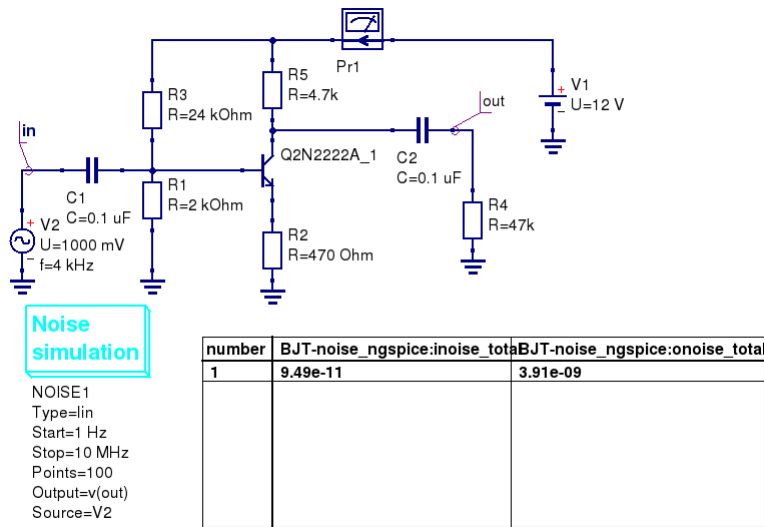 Pr1
R5
R=4.7k
R3
R=24 kOhm
V1
+
U=12 V
-
in
out
Q2N2222A_1
C1
C=0.1 uF
R1
R=2 kOhm
C2
C=0.1 uF
R4
R=47k
V2
+
U=1000 mV
f=4 kHz
-
R2
R=470 Ohm
Noise
simulation
NOISE1
Type=lin
Start=1 Hz
Stop=10 MHz
Points=100
Output=v(out)
Source=V2
number BJT-noise_ngspice:inoise_total BJT-noise_ngspice:onoise_total
1 9.49e-11 3.91e-09